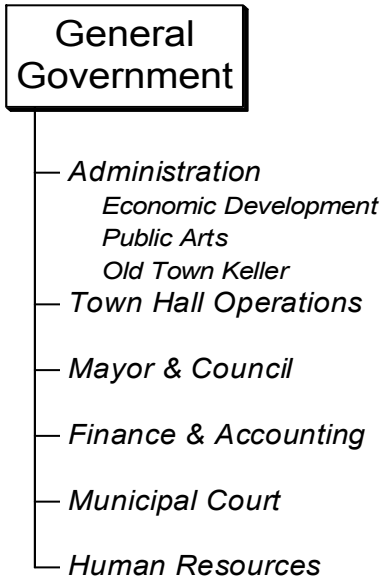 General
Government
Administration
Economic Development
Public Arts
Old Town Keller
Town Hall Operations
Mayor & Council
Finance & Accounting
Municipal Court
Human Resources